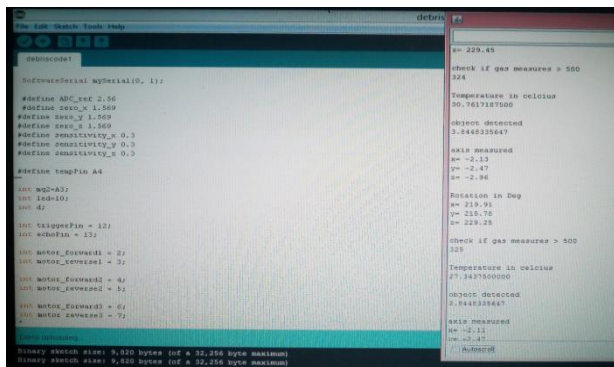 debris
File Edit Sketch Tools Help
debriscode1
SoftwareSerial mySerial(0, 1);
#define ADC_ref 2.56
#define zero_x 1.569
#define zero_y 1.569
#define zero_z 1.569
#define sensitivity_x 0.3
#define sensitivity_y 0.3
#define sensitivity_z 0.3
#define tempPin A4
int mq2=A3;
int led=10;
int d;
int triggerPin = 12;
int echoPin = 13;
int motor_forward1 = 2;
int motor_reverse1 = 3;
int motor_forward2 = 4;
int motor_reverse2 = 5;
int motor_forward3 = 6;
int motor_reverse3 = 7;
Done uploading.
Binary sketch size: 9,820 bytes (of a 32,256 byte maximum)
Binary sketch size: 9,820 bytes (of a 32,256 byte maximum)
z= 229.45
check if gas measures > 500
324
Temperature in celcius
30.7617187500
object detected
3.8448335647
axis measured
x= -2.13
y= -2.47
z= -2.96
Rotation in Deg
x= 219.91
y= 215.78
z= 229.25
check if gas measures > 500
325
Temperature in celcius
27.3437500000
object detected
3.8448335647
axis measured
x= -2.11
y= -2.47
Autoscroll